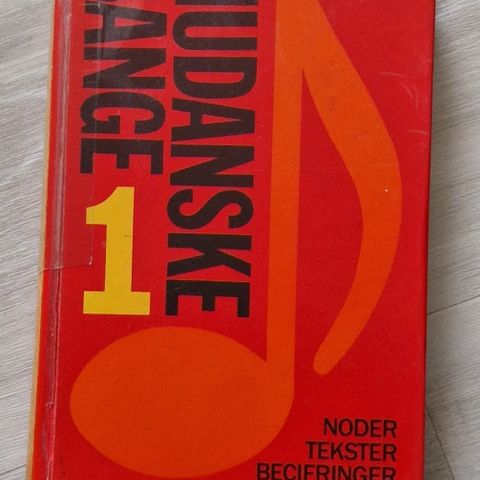 UDANSKE
ANGE 1
NODER
TEKSTER
BECIFRINGER